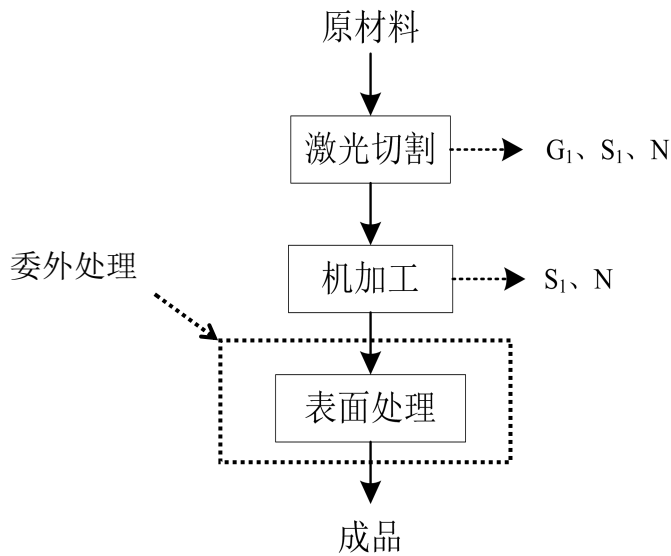 原材料
激光切割
G₁、S₁、N
机加工
S₁、N
委外处理
表面处理
成品